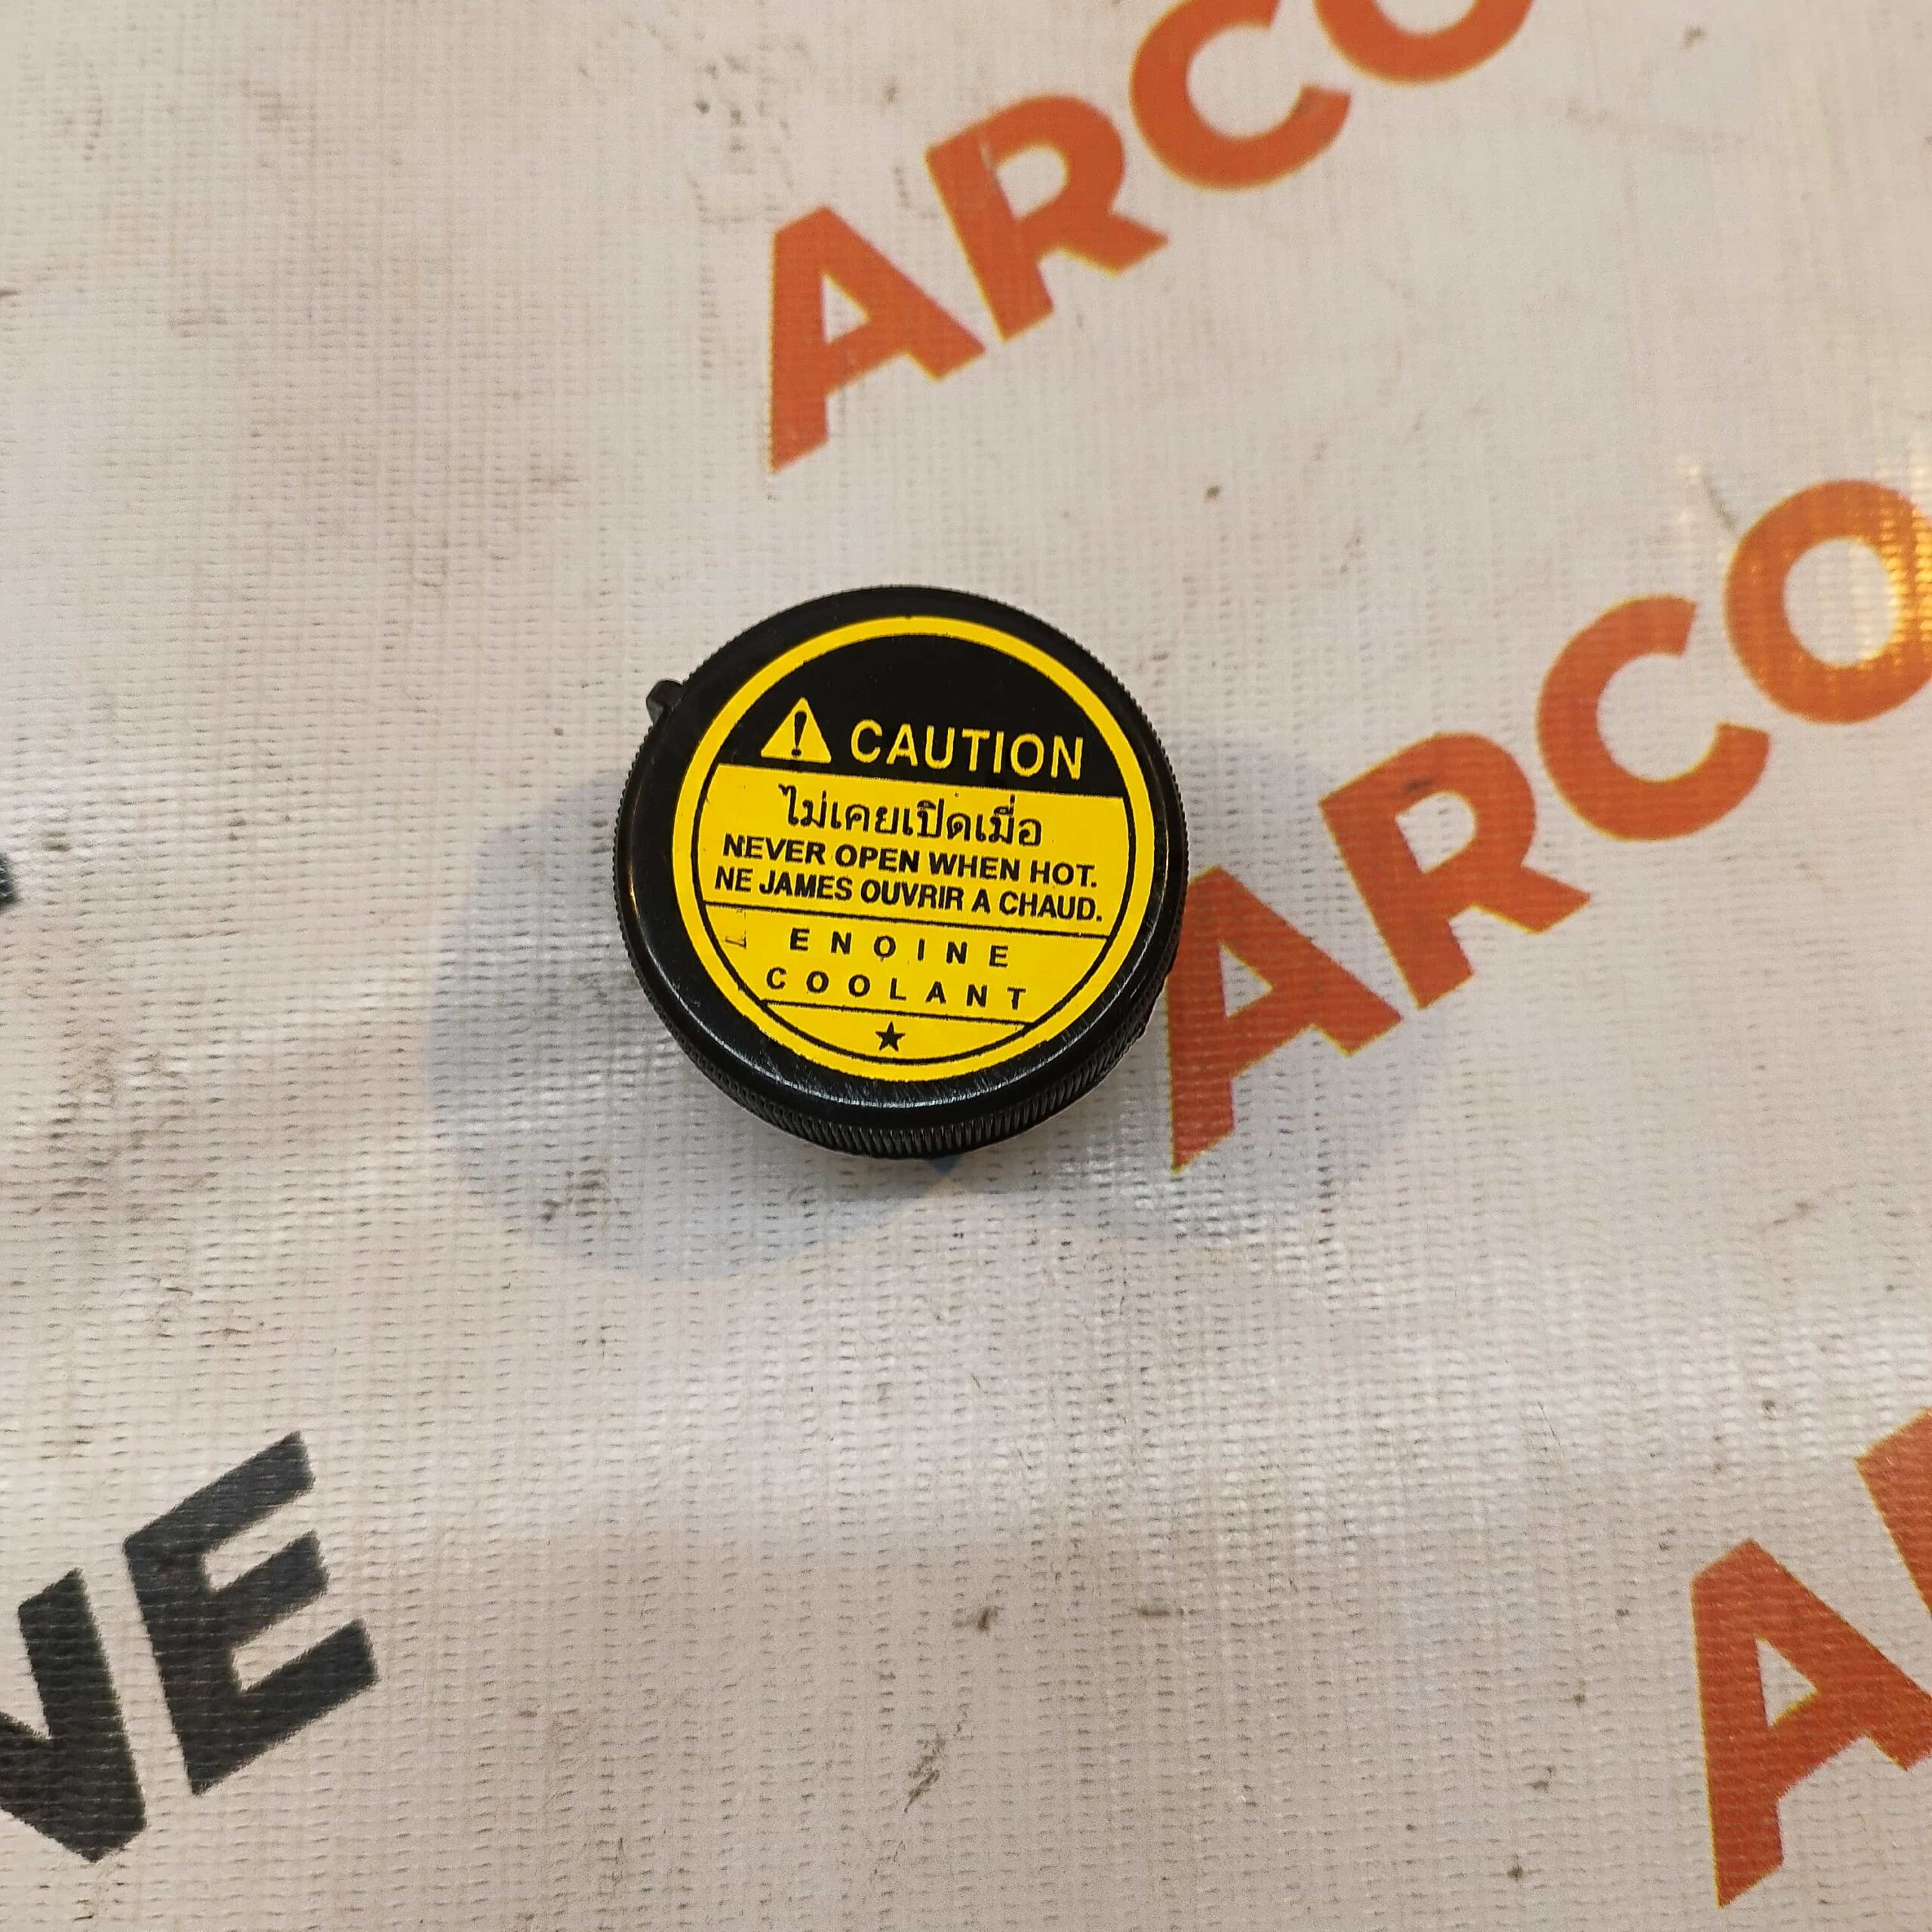 ARCO
ARCO
CAUTION
ไม่เคยเปิดเมื่อ
NEVER OPEN WHEN HOT.
NE JAMES OUVRIR A CHAUD.
ENOINE
COOLANT
VE
A